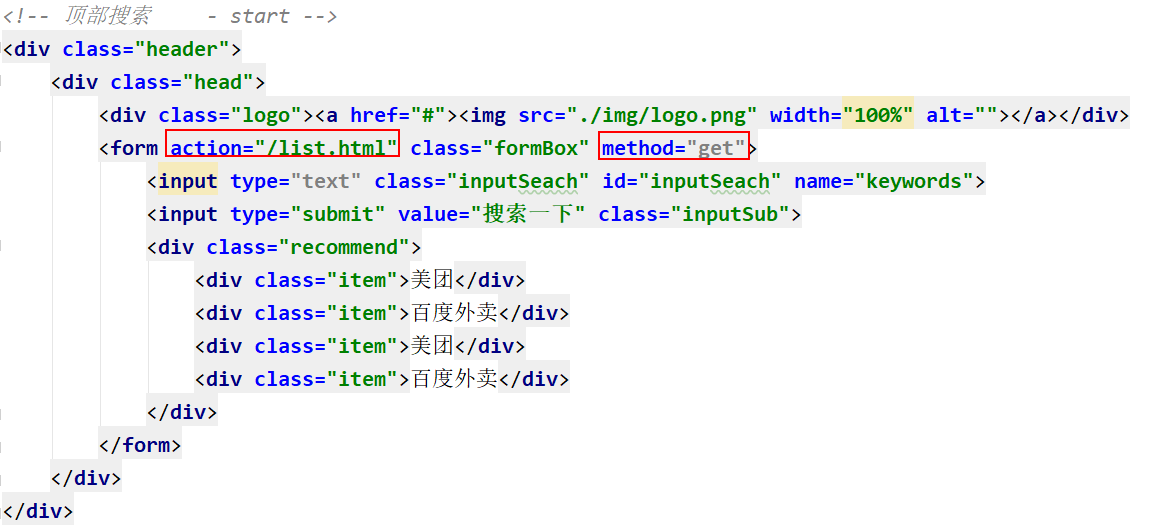 <!-- 顶部搜索    - start -->
<div class="header">
    <div class="head">
        <div class="logo"><a href="#"><img src="./img/logo.png" width="100%" alt=""></a></div>
        <form action="/list.html" class="formBox" method="get">
            <input type="text" class="inputSeach" id="inputSeach" name="keywords">
            <input type="submit" value="搜索一下" class="inputSub">
            <div class="recommend">
                <div class="item">美团</div>
                <div class="item">百度外卖</div>
                <div class="item">美团</div>
                <div class="item">百度外卖</div>
            </div>
        </form>
    </div>
</div>